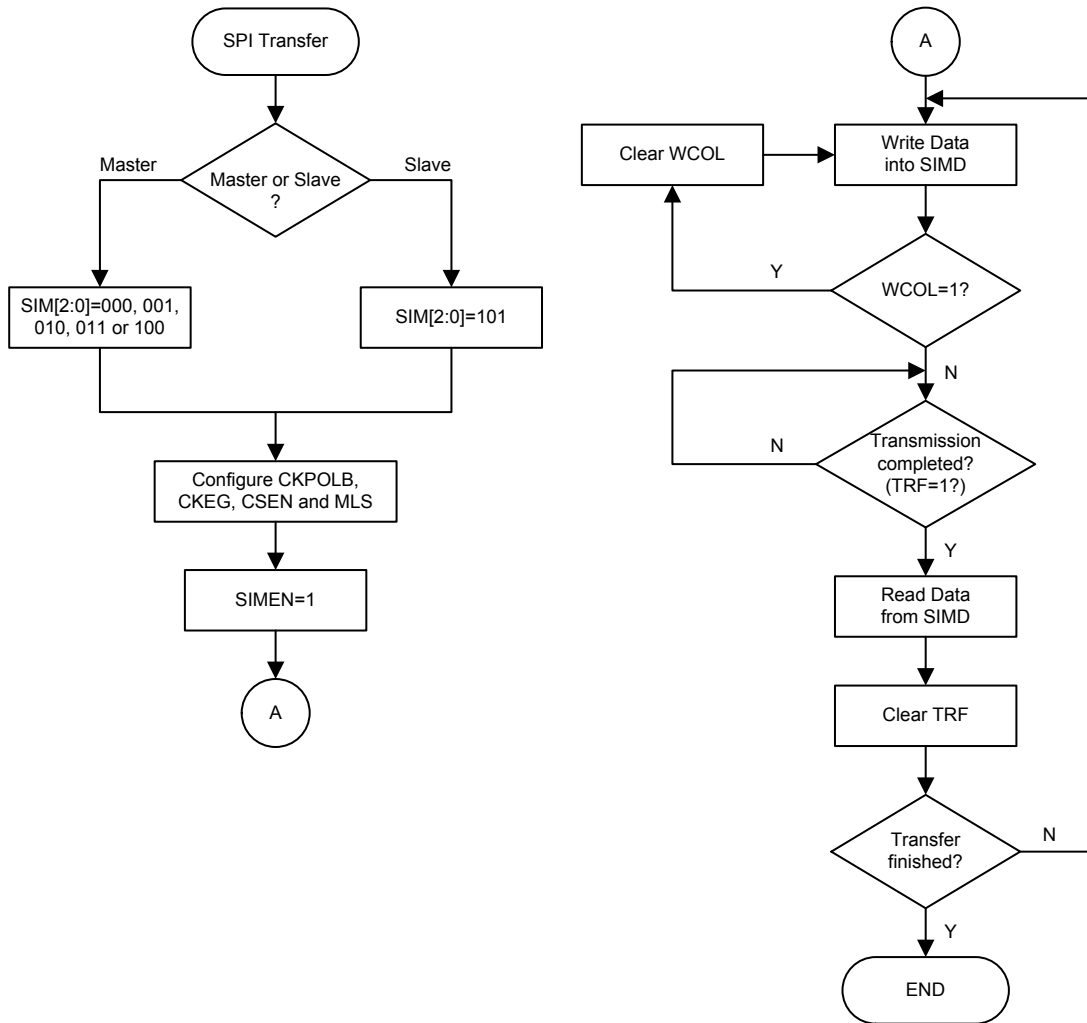 SPI Transfer
Master or Slave
?
Master
Slave
SIM[2:0]=000, 001,
010, 011 or 100
SIM[2:0]=101
Configure CKPOLB,
CKEG, CSEN and MLS
SIMEN=1
A
A
Write Data
into SIMD
Clear WCOL
WCOL=1?
Y
N
Transmission
completed?
(TRF=1?)
N
Y
Read Data
from SIMD
Clear TRF
Transfer
finished?
N
Y
END